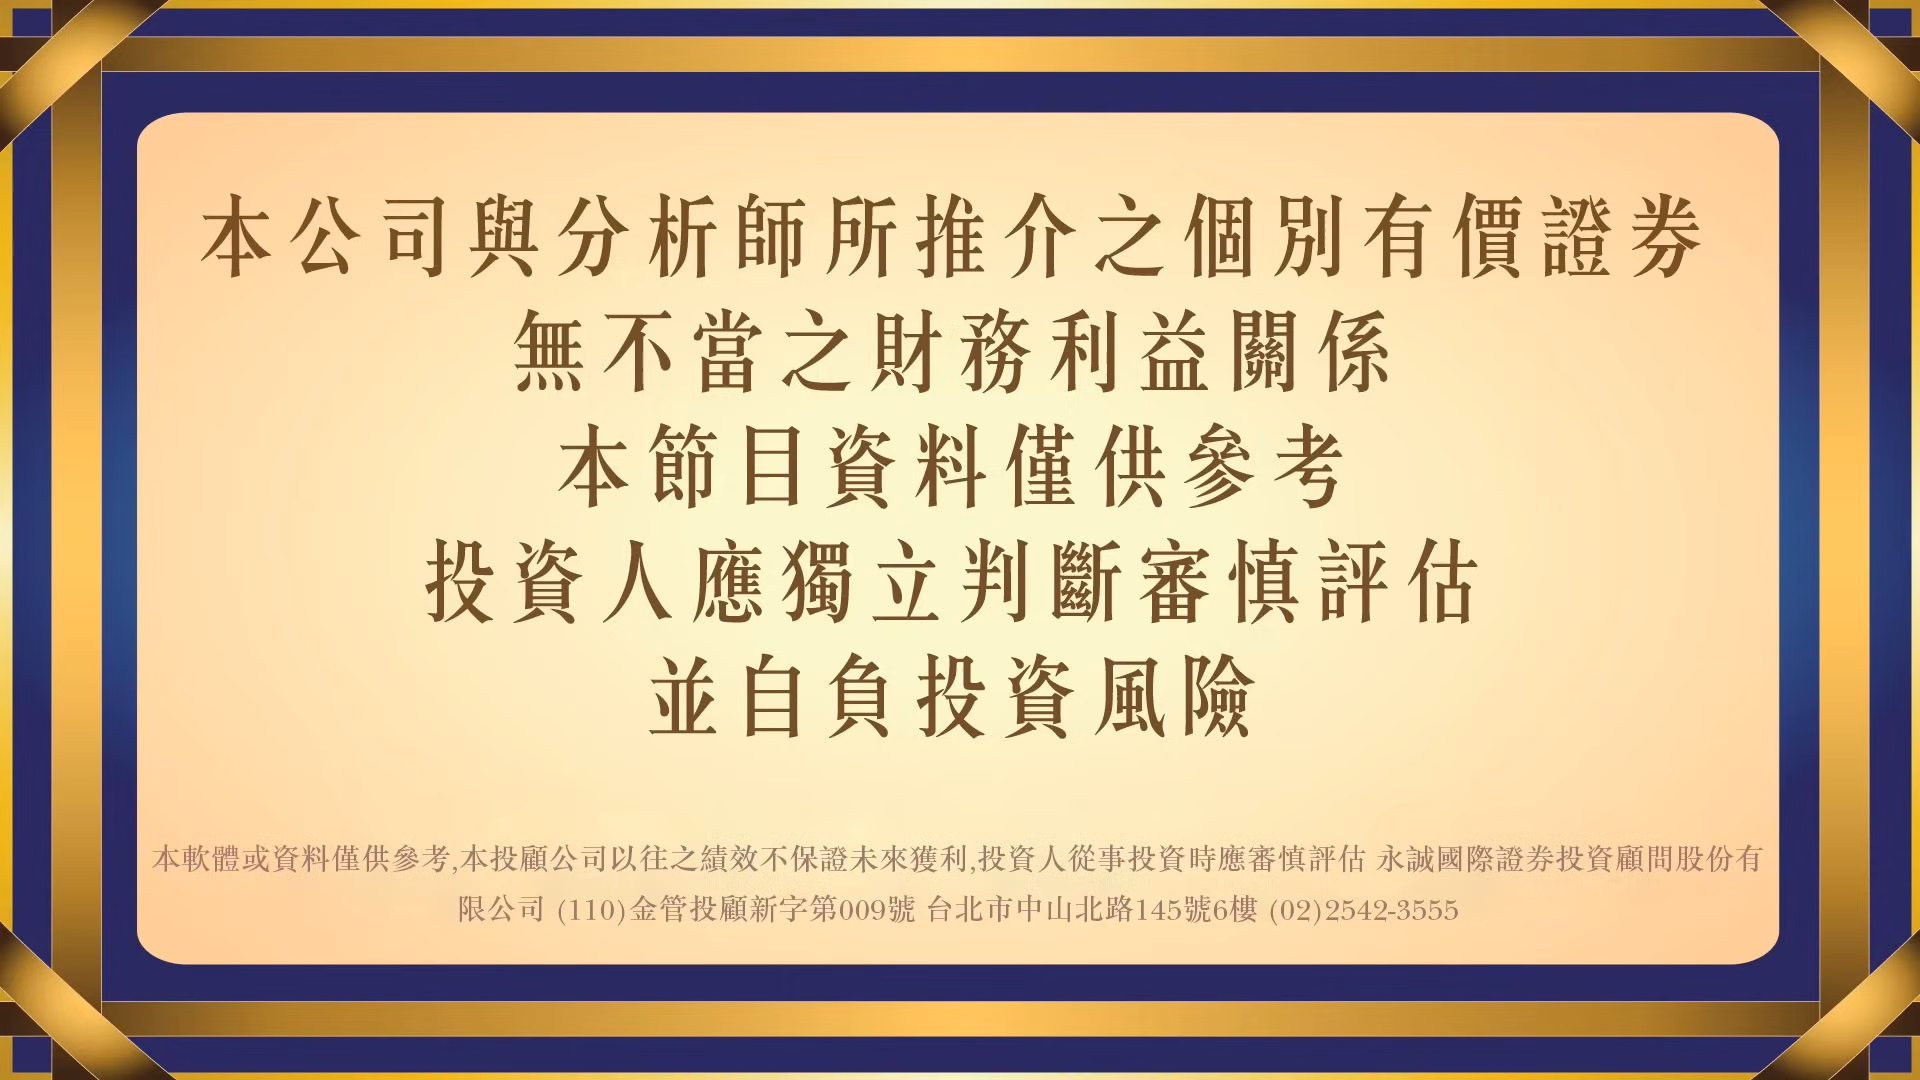 本公司與分析師所推介之個別有價證券
無不當之財務利益關係
本節目資料僅供參考
投資人應獨立判斷審慎評估
並自負投資風險
本軟體或資料僅供參考,本投顧公司以往之績效不保證未來獲利,投資人從事投資時應審慎評估 永誠國際證券投資顧問股份有
限公司 (110)金管投顧新字第009號 台北市中山北路145號6樓 (02)2542-3555